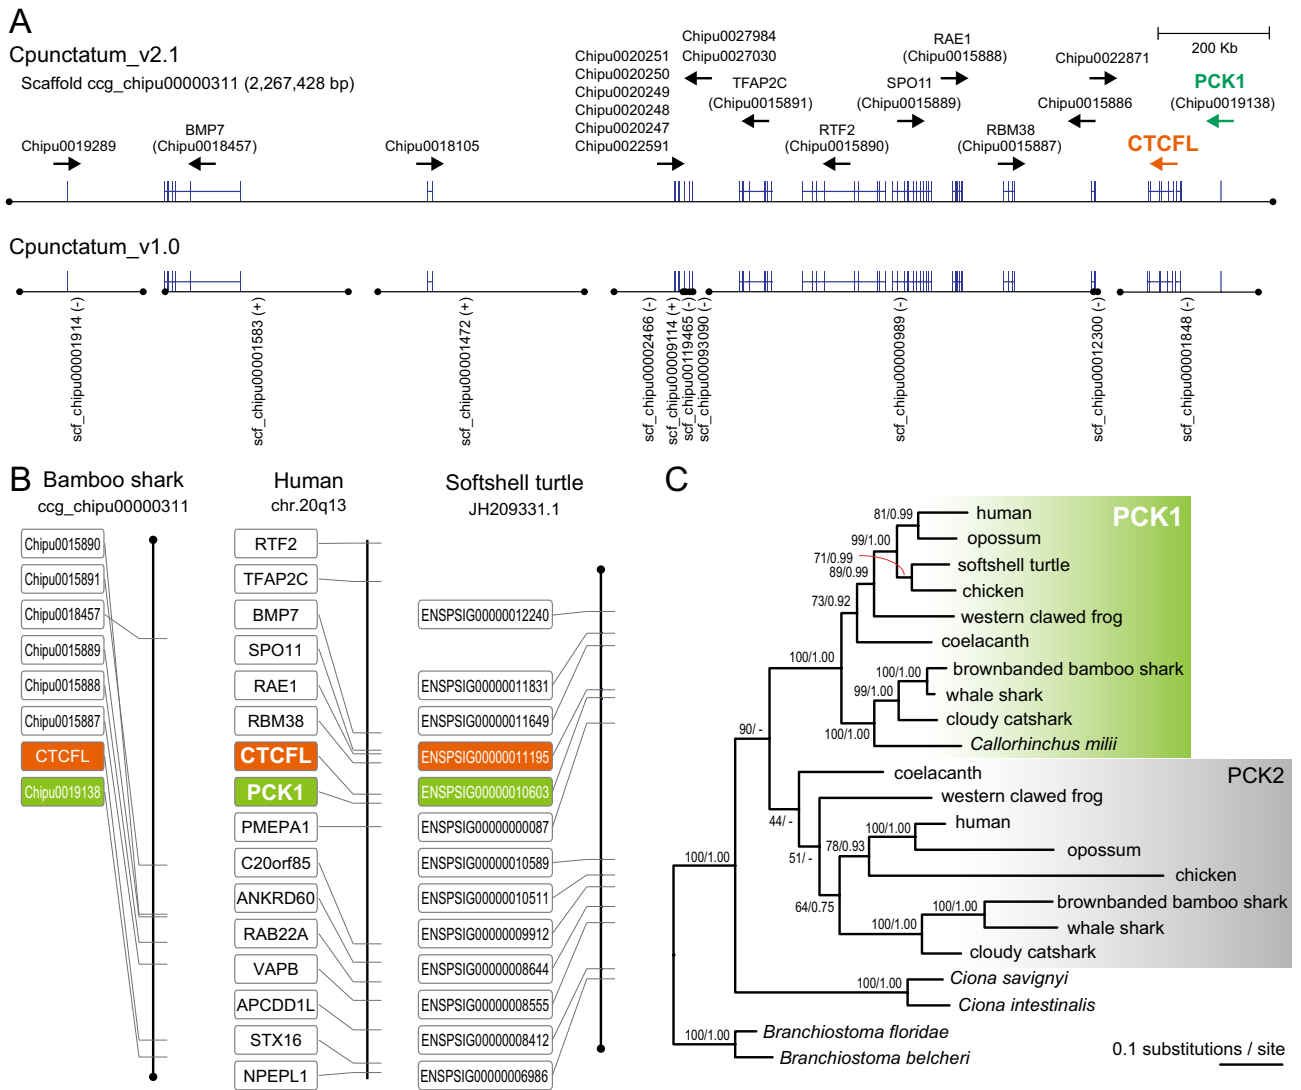 A
Cpunctatum_v2.1
Scaffold ccg_chipu00000311 (2,267,428 bp)
200 Kb
Chipu0019289
BMP7
(Chipu0018457)
Chipu0018105
Chipu0020251
Chipu0020250
Chipu0020249
Chipu0020248
Chipu0020247
Chipu0022591
Chipu0027984
Chipu0027030
TFAP2C
(Chipu0015891)
RTF2
(Chipu0015890)
SPO11
(Chipu0015889)
RAE1
(Chipu0015888)
RBM38
(Chipu0015887)
Chipu0022871
Chipu0015886
CTCFL
PCK1
(Chipu0019138)
Cpunctatum_v1.0
scf_chipu00001914 (-)
scf_chipu00001583 (+)
scf_chipu00001472 (+)
scf_chipu00002466 (-)
scf_chipu00009114 (+)
scf_chipu00119465 (-)
scf_chipu00093090 (-)
scf_chipu00000989 (-)
scf_chipu00012300 (-)
scf_chipu00001848 (-)
B
Bamboo shark
ccg_chipu00000311
Chipu0015890
Chipu0015891
Chipu0018457
Chipu0015889
Chipu0015888
Chipu0015887
CTCFL
Chipu0019138
Human
chr.20q13
RTF2
TFAP2C
BMP7
SPO11
RAE1
RBM38
CTCFL
PCK1
PMEPA1
C20orf85
ANKRD60
RAB22A
VAPB
APCDD1L
STX16
NPEPL1
Softshell turtle
JH209331.1
ENSPSIG00000012240
ENSPSIG00000011831
ENSPSIG00000011649
ENSPSIG00000011195
ENSPSIG00000010603
ENSPSIG00000000087
ENSPSIG00000010589
ENSPSIG00000010511
ENSPSIG00000009912
ENSPSIG00000008644
ENSPSIG00000008555
ENSPSIG00000008412
ENSPSIG00000006986
C
PCK1
81/0.99
human
opossum
99/1.00
71/0.99
softshell turtle
89/0.99
chicken
73/0.92
western clawed frog
coelacanth
100/1.00
100/1.00
brownbanded bamboo shark
99/1.00
whale shark
cloudy catshark
100/1.00
Callorhinchus milii
90/ -
PCK2
coelacanth
44/ -
western clawed frog
100/1.00
human
51/ -
78/0.93
opossum
100/1.00
chicken
64/0.75
100/1.00
brownbanded bamboo shark
100/1.00
whale shark
cloudy catshark
100/1.00
Ciona savignyi
Ciona intestinalis
100/1.00
Branchiostoma floridae
Branchiostoma belcheri
0.1 substitutions / site